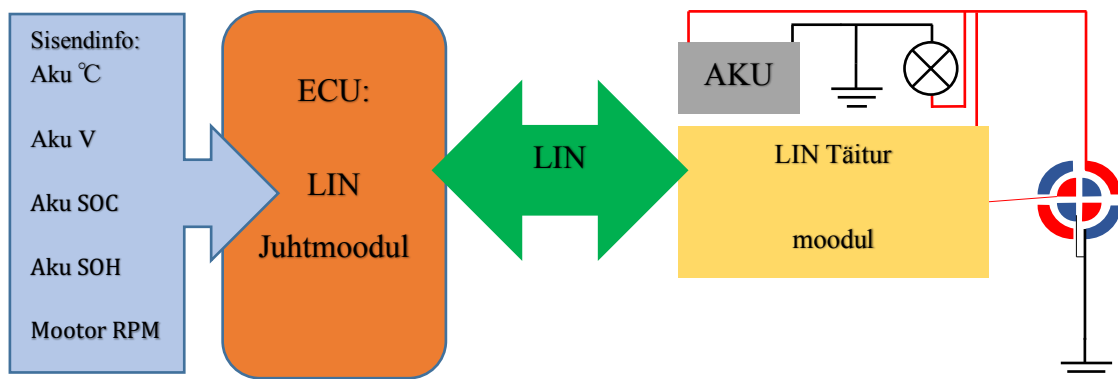 Sisendinfo:
Aku ℃
Aku V
Aku SOC
Aku SOH
Mootor RPM
ECU:
LIN
Juhtmoodul
LIN
AKU
LIN Täitur
moodul